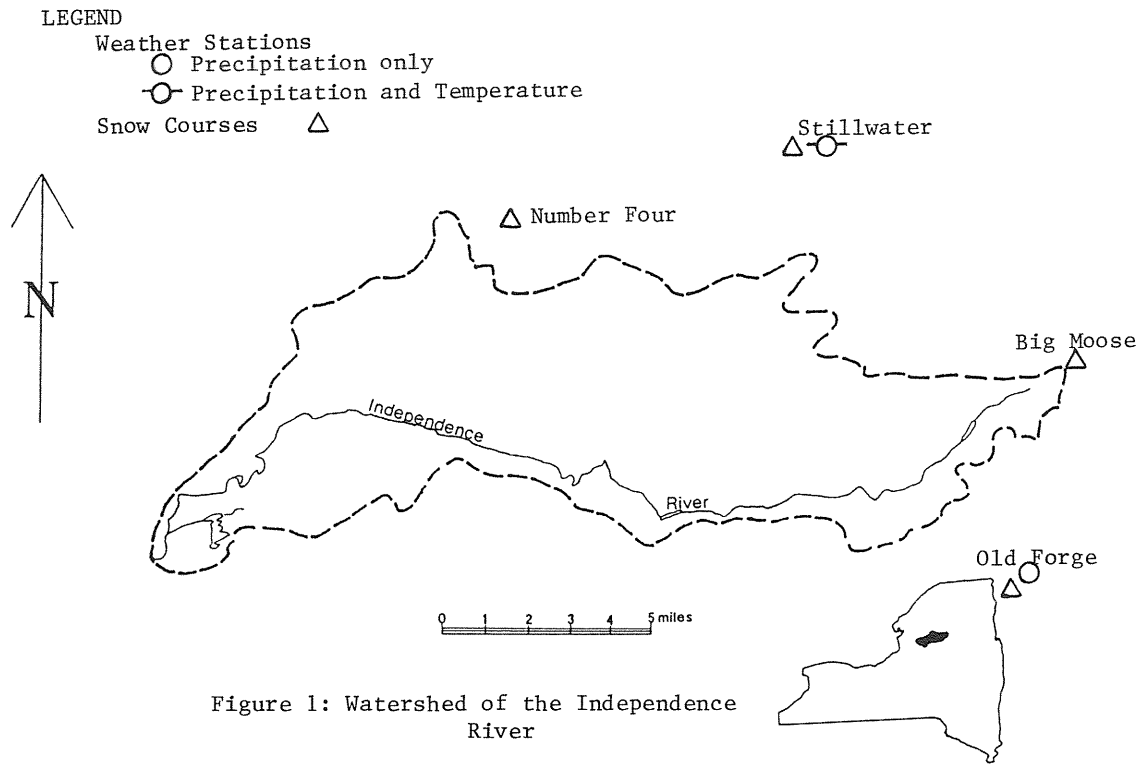 LEGEND
Weather Stations
Precipitation only
Precipitation and Temperature
Snow Courses
Stillwater
Number Four
N
Big Moose
Independence
River
Old Forge
0 1 2 3 4 5 miles
Figure 1: Watershed of the Independence
River